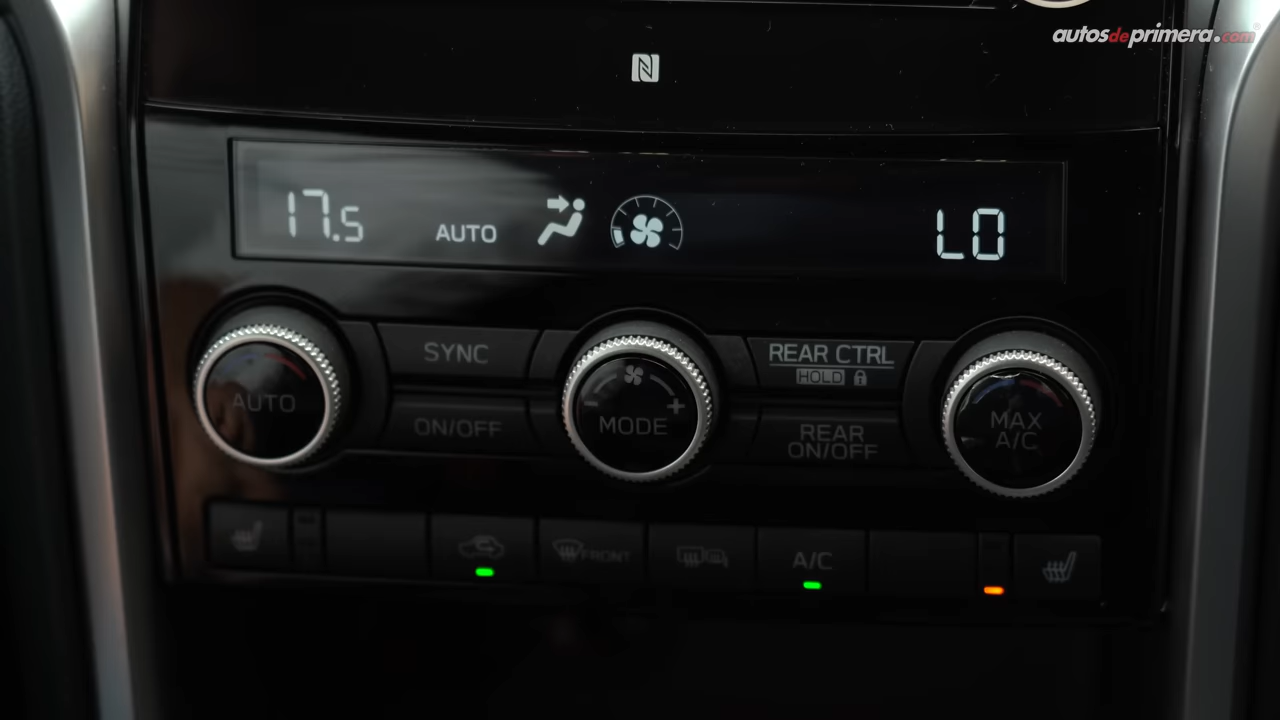 autosdeprimera.com
17.5 AUTO LO
SYNC
REAR CTRL
HOLD
AUTO
ON/OFF
MODE
REAR
ON/OFF
MAX
A/C
FRONT
A/C